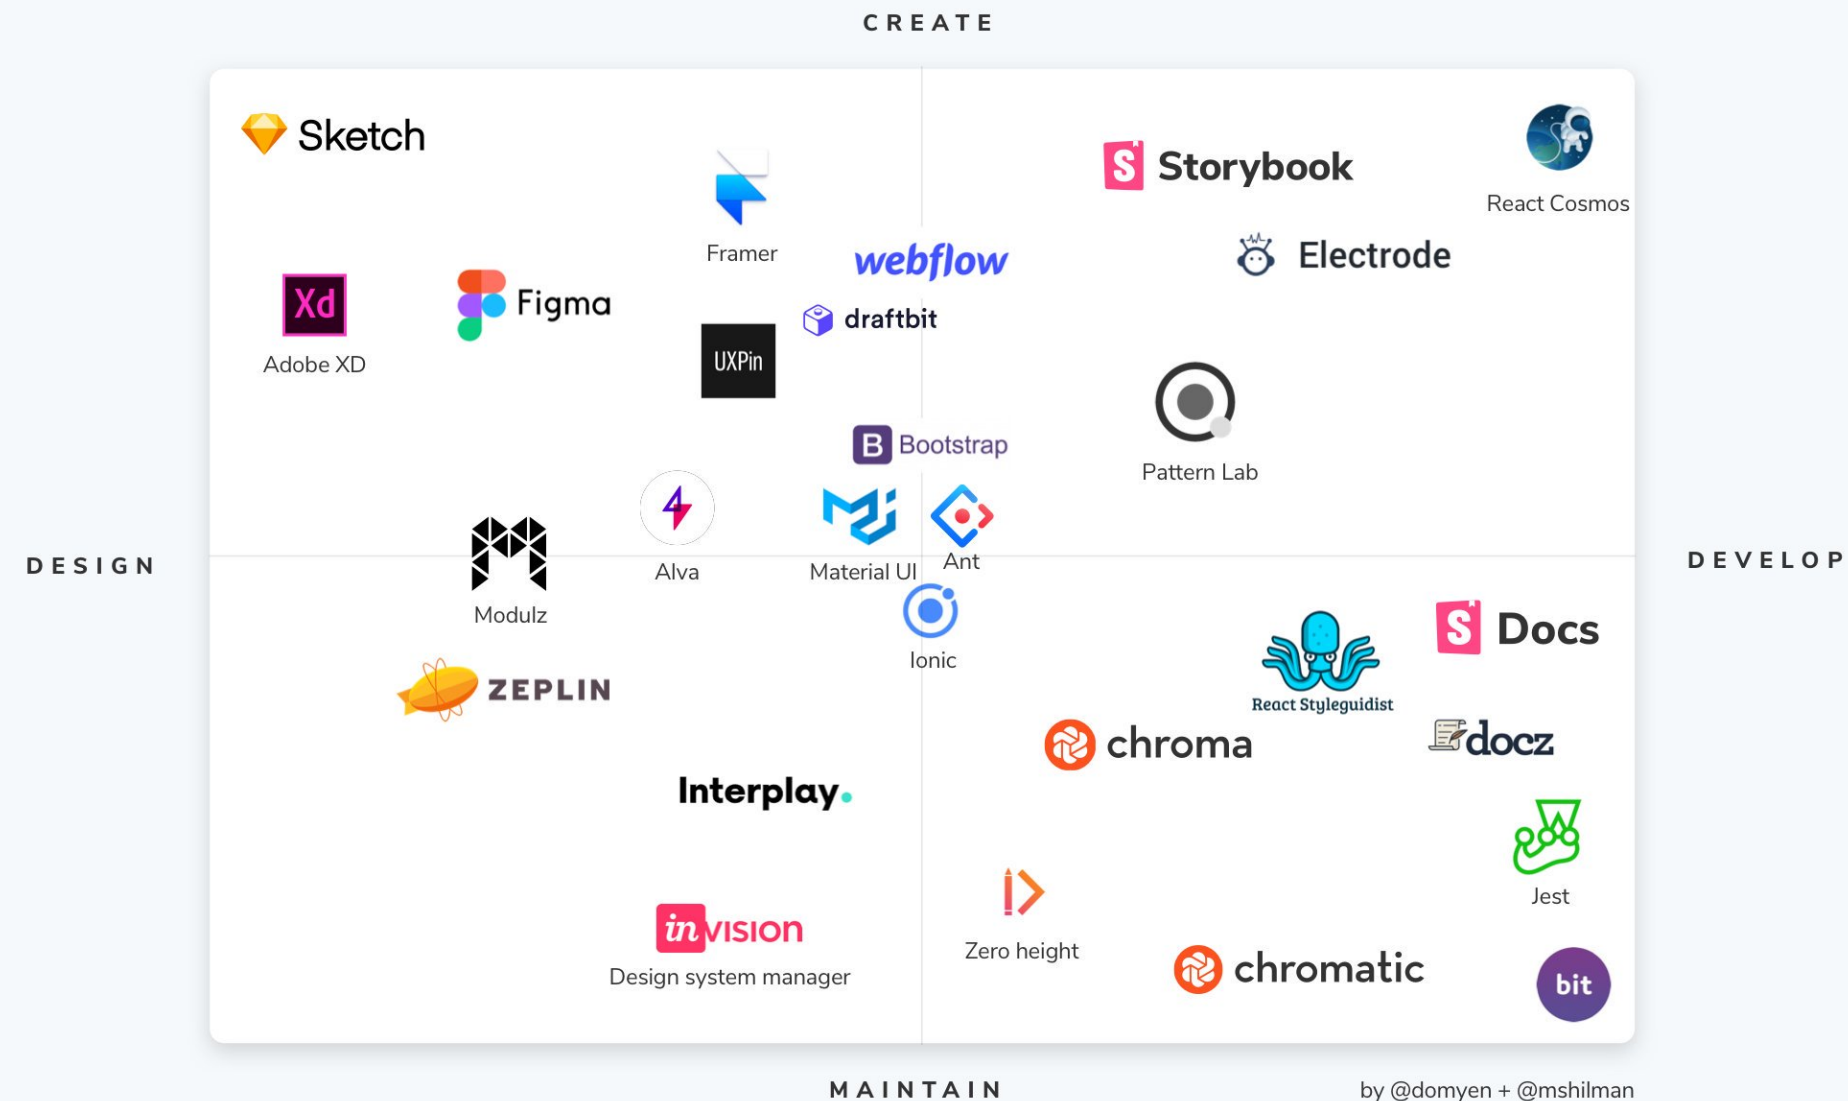 CREATE
Sketch
Storybook
React Cosmos
Framer
webflow
Electrode
Xd
Figma
draftbit
Adobe XD
UXPin
B Bootstrap
Pattern Lab
Alva
Material UI
Ant
DESIGN
DEVELOP
Modulz
Ionic
S Docs
ZEPLIN
React Styleguidist
chroma
docz
Interplay.
Jest
invision
Design system manager
Zero height
chromatic
bit
MAINTAIN
by @domyen + @mshilman